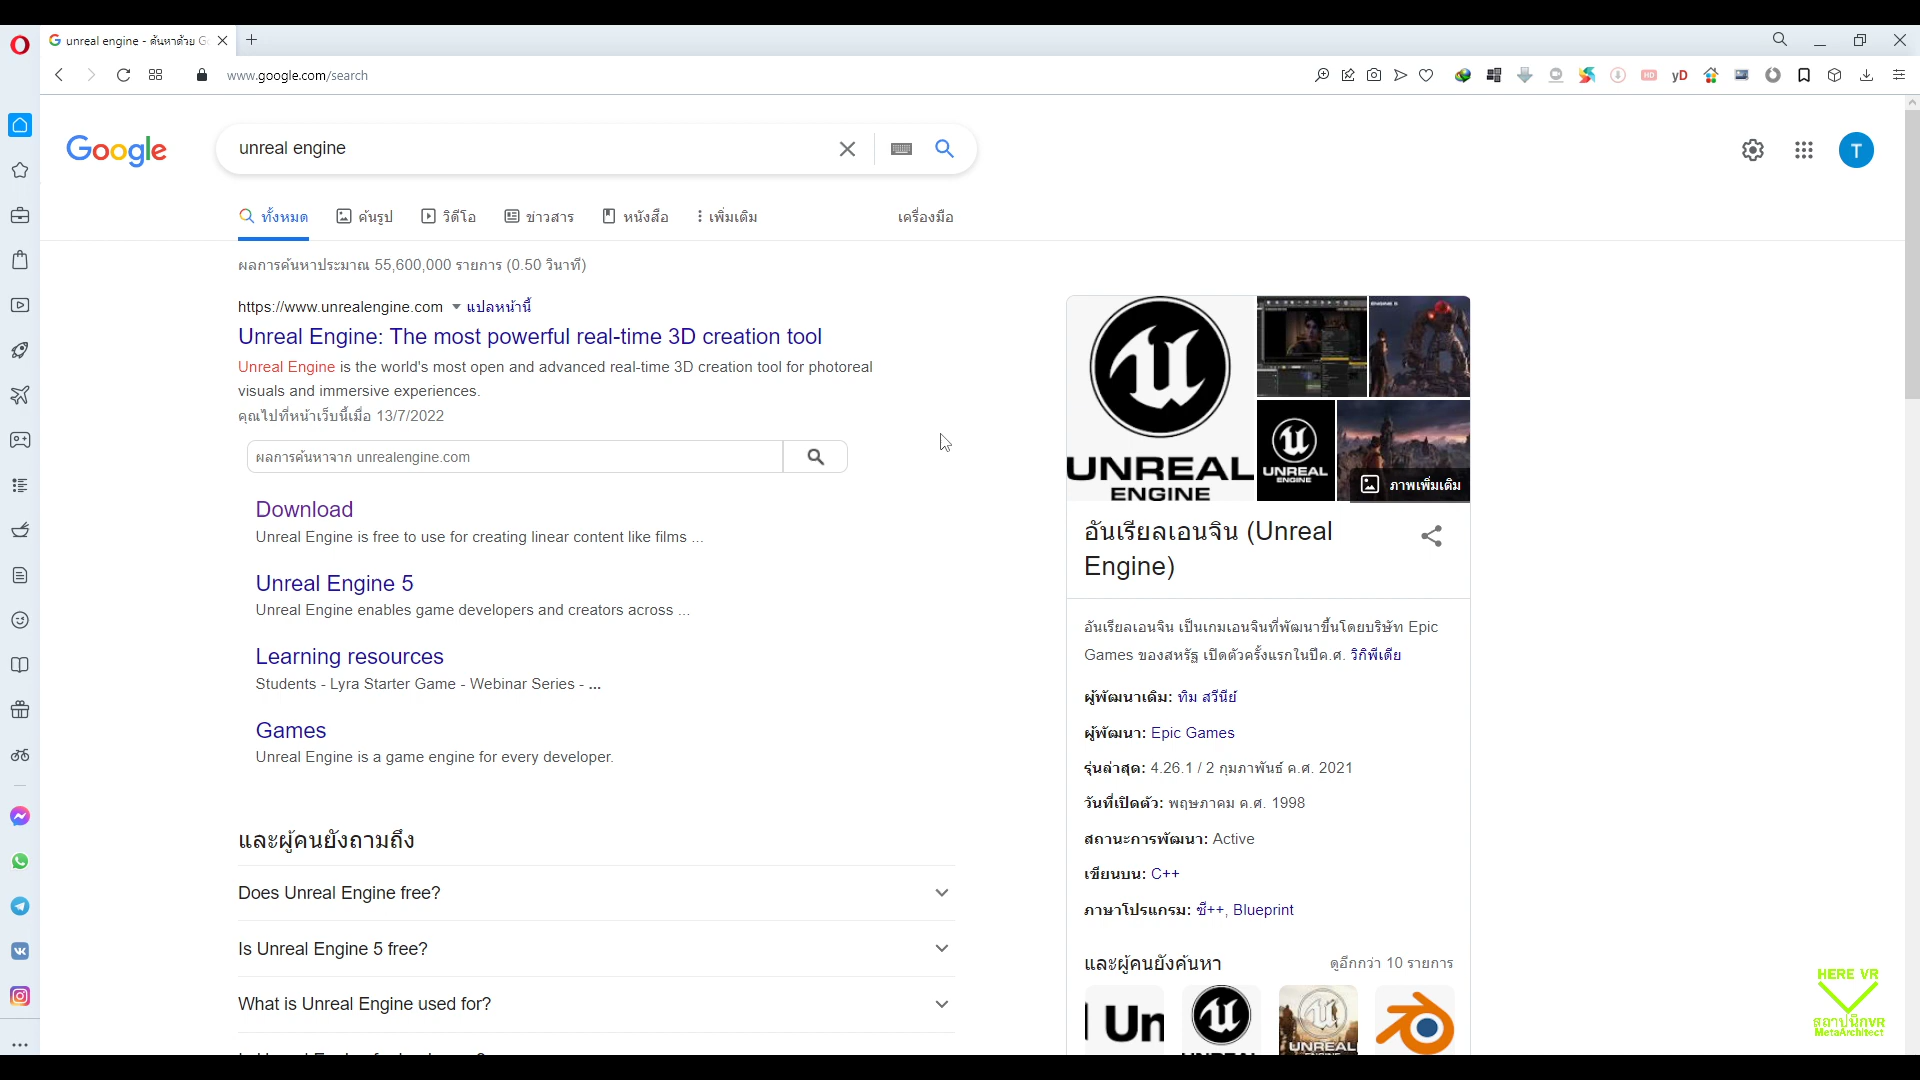 unreal engine - ค้นหาด้วย G
www.google.com/search
Google
unreal engine
T
ทั้งหมด
ค้นรูป
วิดีโอ
ข่าวสาร
หนังสือ
เพิ่มเติม
เครื่องมือ
ผลการค้นหาประมาณ 55,600,000 รายการ (0.50 วินาที)
https://www.unrealengine.com
แปลหน้านี้
Unreal Engine: The most powerful real-time 3D creation tool
Unreal Engine is the world's most open and advanced real-time 3D creation tool for photoreal
visuals and immersive experiences.
คุณไปที่หน้าเว็บนี้เมื่อ 13/7/2022
ผลการค้นหาจาก unrealengine.com
Download
Unreal Engine is free to use for creating linear content like films ...
Unreal Engine 5
Unreal Engine enables game developers and creators across ...
Learning resources
Students - Lyra Starter Game - Webinar Series - ...
Games
Unreal Engine is a game engine for every developer.
และผู้คนยังถามถึง
Does Unreal Engine free?
Is Unreal Engine 5 free?
What is Unreal Engine used for?
UNREAL
ENGINE
UNREAL
ENGINE
ภาพเพิ่มเติม
อันเรียลเอนจิน (Unreal
Engine)
อันเรียลเอนจิน เป็นเกมเอนจินที่พัฒนาขึ้นโดยบริษัท Epic
Games ของสหรัฐ เปิดตัวครั้งแรกในปีค.ศ. วิกิพีเดีย
ผู้พัฒนาเดิม: ทิม สวีนีย์
ผู้พัฒนา: Epic Games
รุ่นล่าสุด: 4.26.1 / 2 กุมภาพันธ์ ค.ศ. 2021
วันที่เปิดตัว: พฤษภาคม ค.ศ. 1998
สถานะการพัฒนา: Active
เขียนบน: C++
ภาษาโปรแกรม: ซี++, Blueprint
และผู้คนยังค้นหา
ดูอีกกว่า 10 รายการ
Un
UNREAL
HERE VR
สถาปนิกVR
MetaArchitect